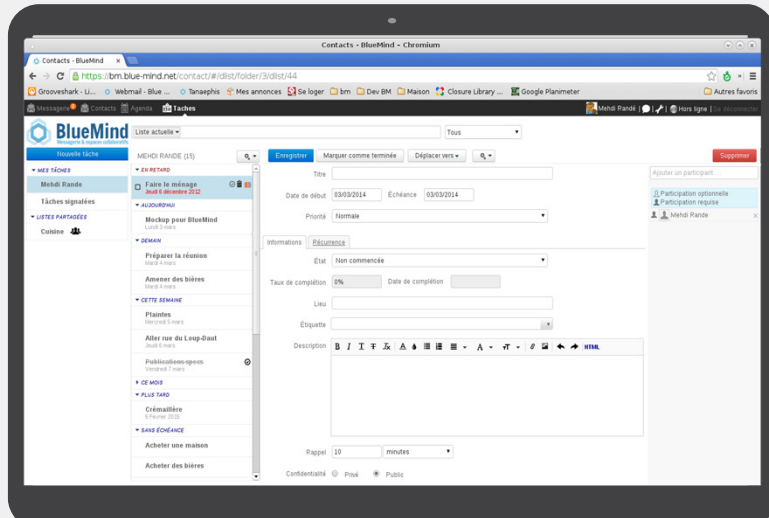 Contacts - BlueMind - Chromium
Contacts - BlueMind ×
https://bm.blue-mind.net/contact/#/dlist/folder/3/dlist/44
Grooveshark - Li... Webmail - Blue ... Tanaephis Mes annonces Se loger bm Dev BM Maison Closure Library ... Google Planimeter Autres favoris
Messagerie Contacts Agenda Taches Mehdi Rande | | | Hors ligne | Se déconnecter
BlueMind
Messagerie & espaces collaboratifs
Liste actuelle Tous
Nouvelle tâche
MES TÂCHES
Mehdi Rande
Tâches signalées
LISTES PARTAGÉES
Cuisine
MEHDI RANDE (15)
EN RETARD
Faire le ménage
Jeudi 6 décembre 2012
AUJOURDHUI
Mockup pour BlueMind
Lundi 3 mars
DEMAIN
Préparer la réunion
Mardi 4 mars
Amener des bières
Mardi 4 mars
CETTE SEMAINE
Plaintes
Mercredi 5 mars
Aller rue du Loup-Daut
Jeudi 6 mars
Publications specs
Vendredi 7 mars
CE MOIS
PLUS TARD
Crémaillère
5 Fevrier 2015
SANS ÉCHÉANCE
Acheter une maison
Acheter des bières
Enregistrer Marquer comme terminée Déplacer vers Supprimer
Titre
Date de début 03/03/2014 Échéance 03/03/2014
Priorité Normale
Informations Récurrence
État Non commencée
Taux de complétion 0% Date de complétion
Lieu
Étiquette
Description B I T T Tx A A тT HTML
Rappel 10 minutes
Confidentialité Privé Public
Ajouter un participant ...
Participation optionnelle
Participation requise
Mehdi Rande ×